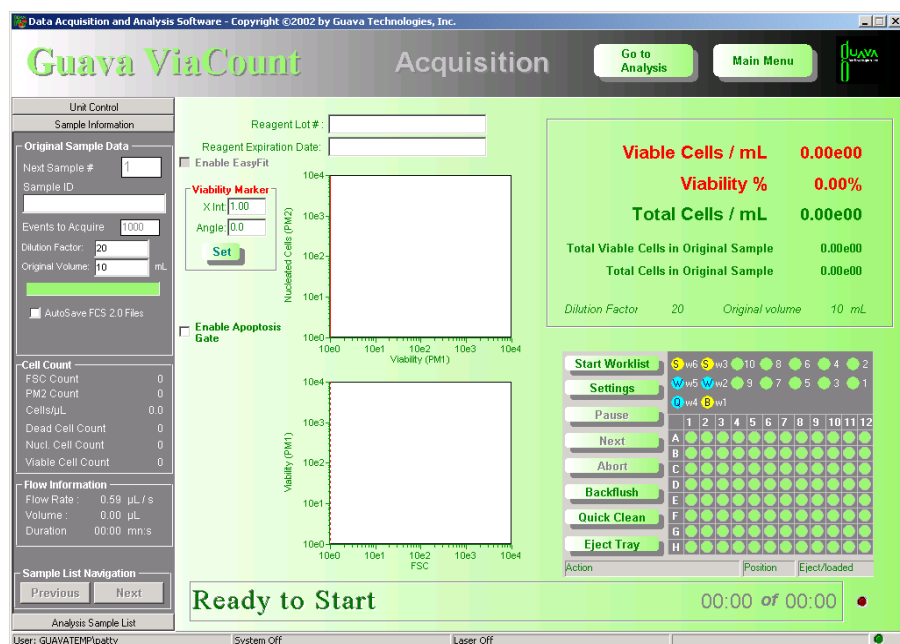 Data Acquisition and Analysis Software - Copyright ©2002 by Guava Technologies, Inc.
Guava ViaCount
Acquisition
Go to
Analysis
Main Menu
GUAVA
Unit Control
Sample Information
Original Sample Data
Next Sample # 1
Sample ID
Events to Acquire 1000
Dilution Factor: 20
Original Volume: 10 mL
AutoSave FCS 2.0 Files
Cell Count
FSC Count 0
PM2 Count 0
Cells/µL 0.0
Dead Cell Count 0
Nucl. Cell Count 0
Viable Cell Count 0
Flow Information
Flow Rate : 0.59 µL / s
Volume : 0.00 µL
Duration 00:00 mn:s
Sample List Navigation
Previous Next
Analysis Sample List
Reagent Lot # :
Reagent Expiration Date:
Enable EasyFit
Viability Marker
X Int: 1.00
Angle: 0.0
Set
Enable Apoptosis
Gate
10e4
10e3
10e2
10e1
10e0
Nucleated Cells (PM2)
10e0 10e1 10e2 10e3 10e4
Viability (PM1)
10e4
10e3
10e2
10e1
10e0
Viability (PM1)
10e0 10e1 10e2 10e3 10e4
FSC
Viable Cells / mL 0.00e00
Viability % 0.00%
Total Cells / mL 0.00e00
Total Viable Cells in Original Sample 0.00e00
Total Cells in Original Sample 0.00e00
Dilution Factor 20 Original volume 10 mL
Start Worklist
Settings
Pause
Next
Abort
Backflush
Quick Clean
Eject Tray
S w6 S w3 10 8 6 4 2
W w5 W w2 9 7 5 3 1
Q w4 B w1
1 2 3 4 5 6 7 8 9 10 11 12
A
B
C
D
E
F
G
H
Action Position Eject/loaded
Ready to Start
00:00 of 00:00
User: GUAVATEMP\patty System Off Laser Off